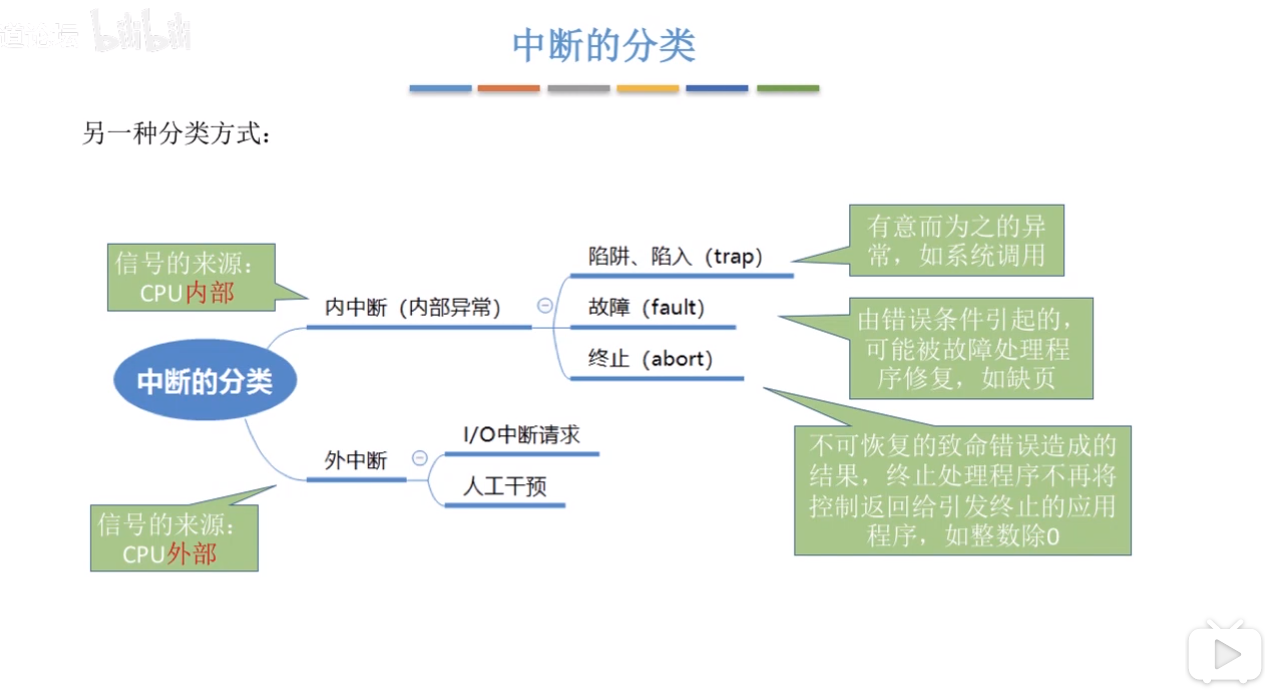 道论坛 bilibili
中断的分类
另一种分类方式：
信号的来源：
CPU内部
内中断（内部异常）
陷阱、陷入（trap）
有意而为之的异
常，如系统调用
故障（fault）
由错误条件引起的，
可能被故障处理程
序修复，如缺页
终止（abort）
不可恢复的致命错误造成的
结果，终止处理程序不再将
控制返回给引发终止的应用
程序，如整数除0
中断的分类
外中断
I/O中断请求
人工干预
信号的来源：
CPU外部